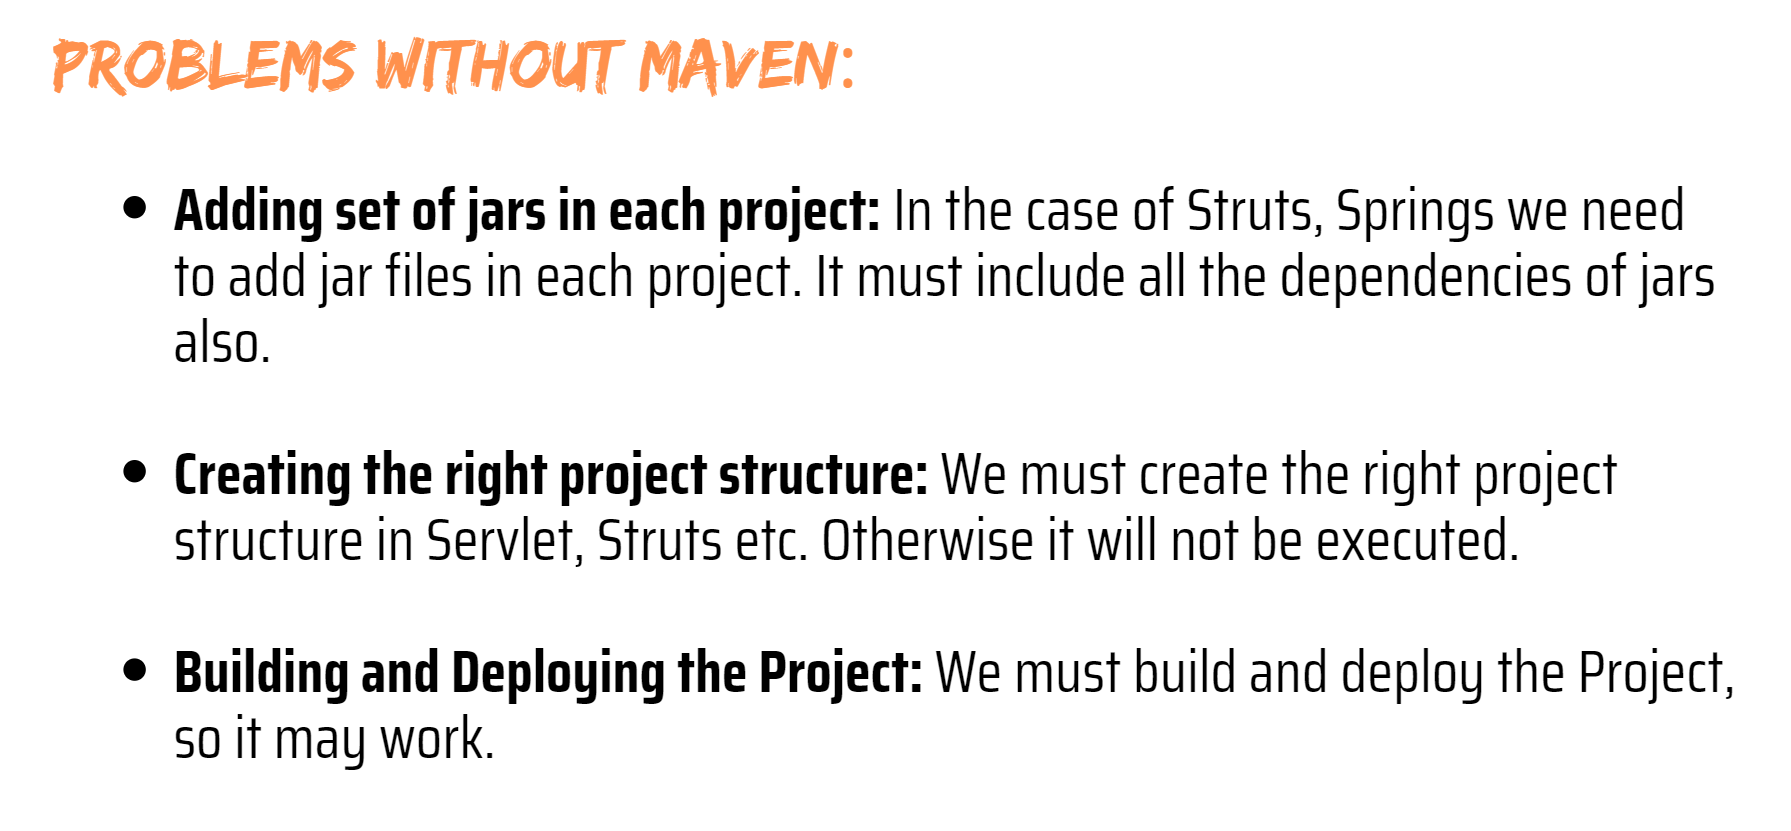 PROBLEMS WITHOUT MAVEN:
• Adding set of jars in each project: In the case of Struts, Springs we need
to add jar files in each project. It must include all the dependencies of jars
also.
• Creating the right project structure: We must create the right project
structure in Servlet, Struts etc. Otherwise it will not be executed.
• Building and Deploying the Project: We must build and deploy the Project,
so it may work.